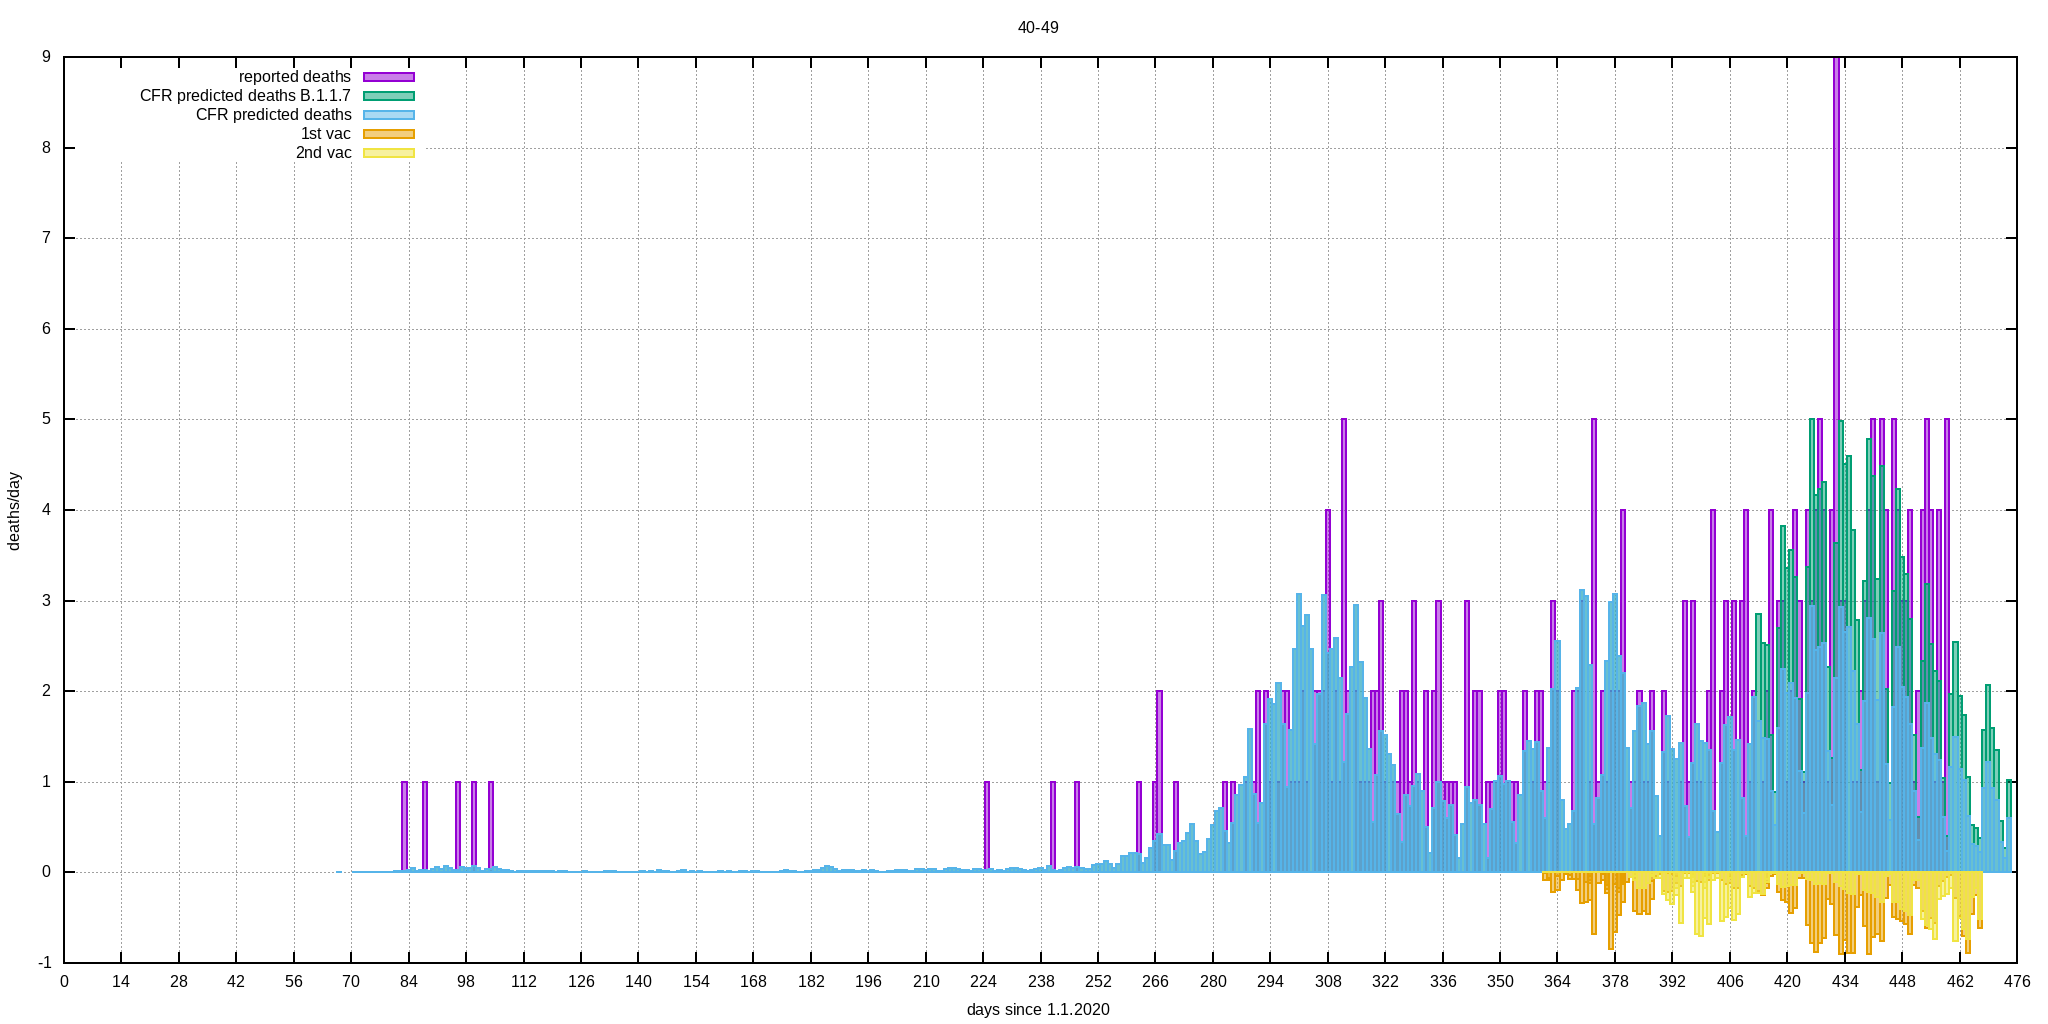 40-49
reported deaths
CFR predicted deaths B.1.1.7
CFR predicted deaths
1st vac
2nd vac
9
8
7
6
5
4
3
2
1
0
-1
deaths/day
0 14 28 42 56 70 84 98 112 126 140 154 168 182 196 210 224 238 252 266 280 294 308 322 336 350 364 378 392 406 420 434 448 462 476
days since 1.1.2020